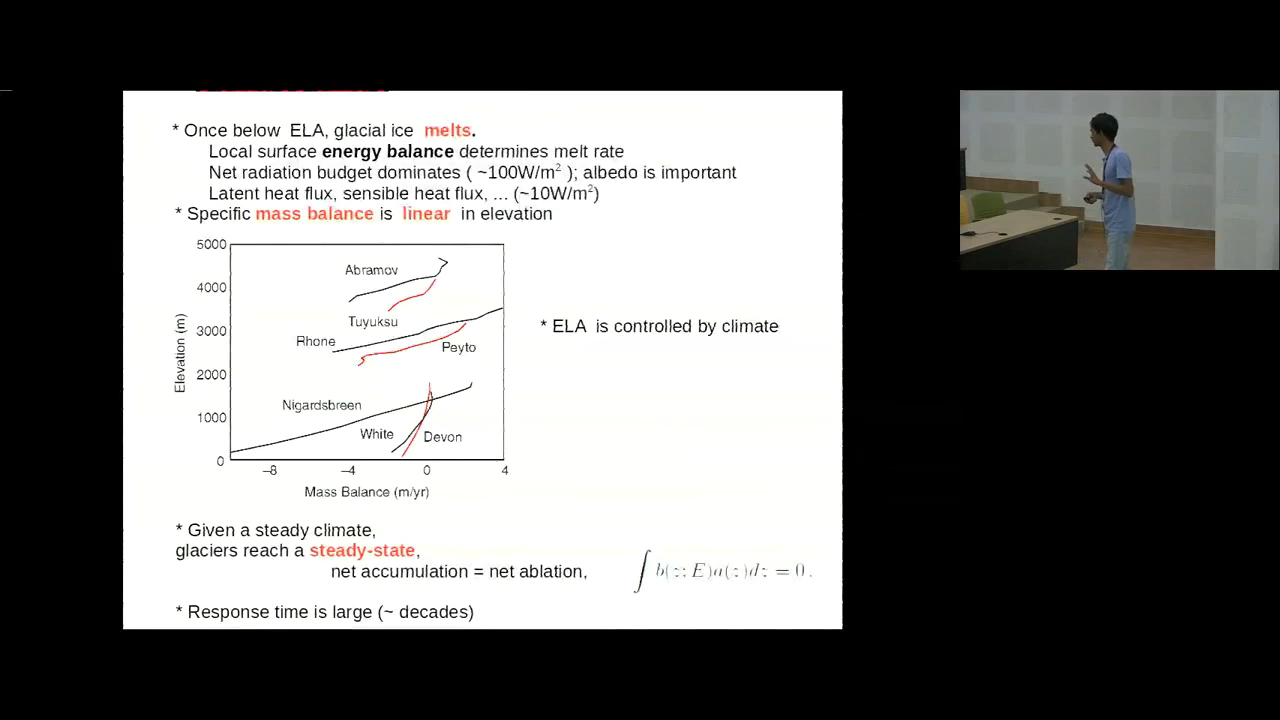 * Once below ELA, glacial ice melts.
Local surface energy balance determines melt rate
Net radiation budget dominates ( ~100W/m² ); albedo is important
Latent heat flux, sensible heat flux, ... (~10W/m²)
* Specific mass balance is linear in elevation
5000
4000
3000
2000
1000
0
Elevation (m)
Abramov
Tuyuksu
Rhone
Peyto
Nigardsbreen
White
Devon
−8 −4 0 4
Mass Balance (m/yr)
* ELA is controlled by climate
* Given a steady climate,
glaciers reach a steady-state,
net accumulation = net ablation,
∫ b(z; E)a(z)dz = 0 .
* Response time is large (~ decades)